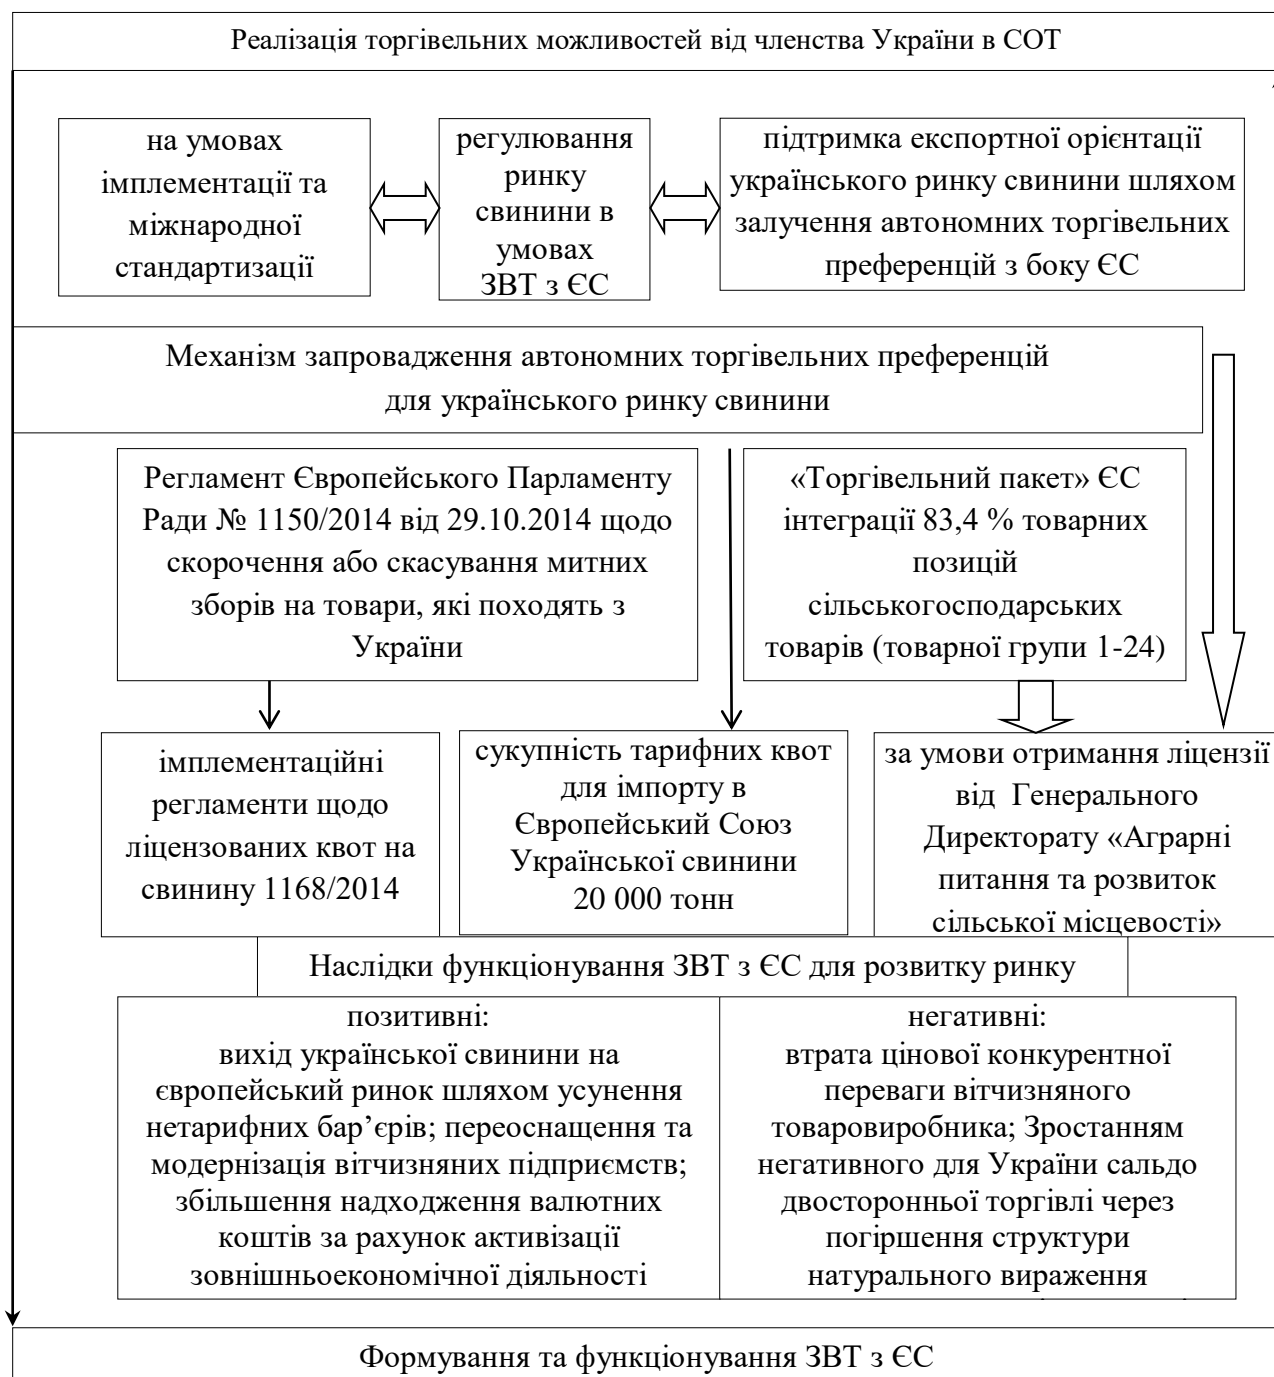 Реалізація торгівельних можливостей від членства України в СОТ
на умовах
імплементації та
міжнародної
стандартизації
регулювання
ринку
свинини в
умовах
ЗВТ з ЄС
підтримка експортної орієнтації
українського ринку свинини шляхом
залучення автономних торгівельних
преференцій з боку ЄС
Механізм запровадження автономних торгівельних преференцій
для українського ринку свинини
Регламент Європейського Парламенту
Ради № 1150/2014 від 29.10.2014 щодо
скорочення або скасування митних
зборів на товари, які походять з
України
«Торгівельний пакет» ЄС
інтеграції 83,4 % товарних
позицій
сільськогосподарських
товарів (товарної групи 1-24)
імплементаційні
регламенти щодо
ліцензованих квот на
свинину 1168/2014
сукупність тарифних квот
для імпорту в
Європейський Союз
Української свинини
20 000 тонн
за умови отримання ліцензії
від Генерального
Директорату «Аграрні
питання та розвиток
сільської місцевості»
Наслідки функціонування ЗВТ з ЄС для розвитку ринку
позитивні:
вихід української свинини на
європейський ринок шляхом усунення
нетарифних бар’єрів; переоснащення та
модернізація вітчизняних підприємств;
збільшення надходження валютних
коштів за рахунок активізації
зовнішньоекономічної діяльності
негативні:
втрата цінової конкурентної
переваги вітчизняного
товаровиробника; Зростанням
негативного для України сальдо
двосторонньої торгівлі через
погіршення структури
натурального вираження
Формування та функціонування ЗВТ з ЄС